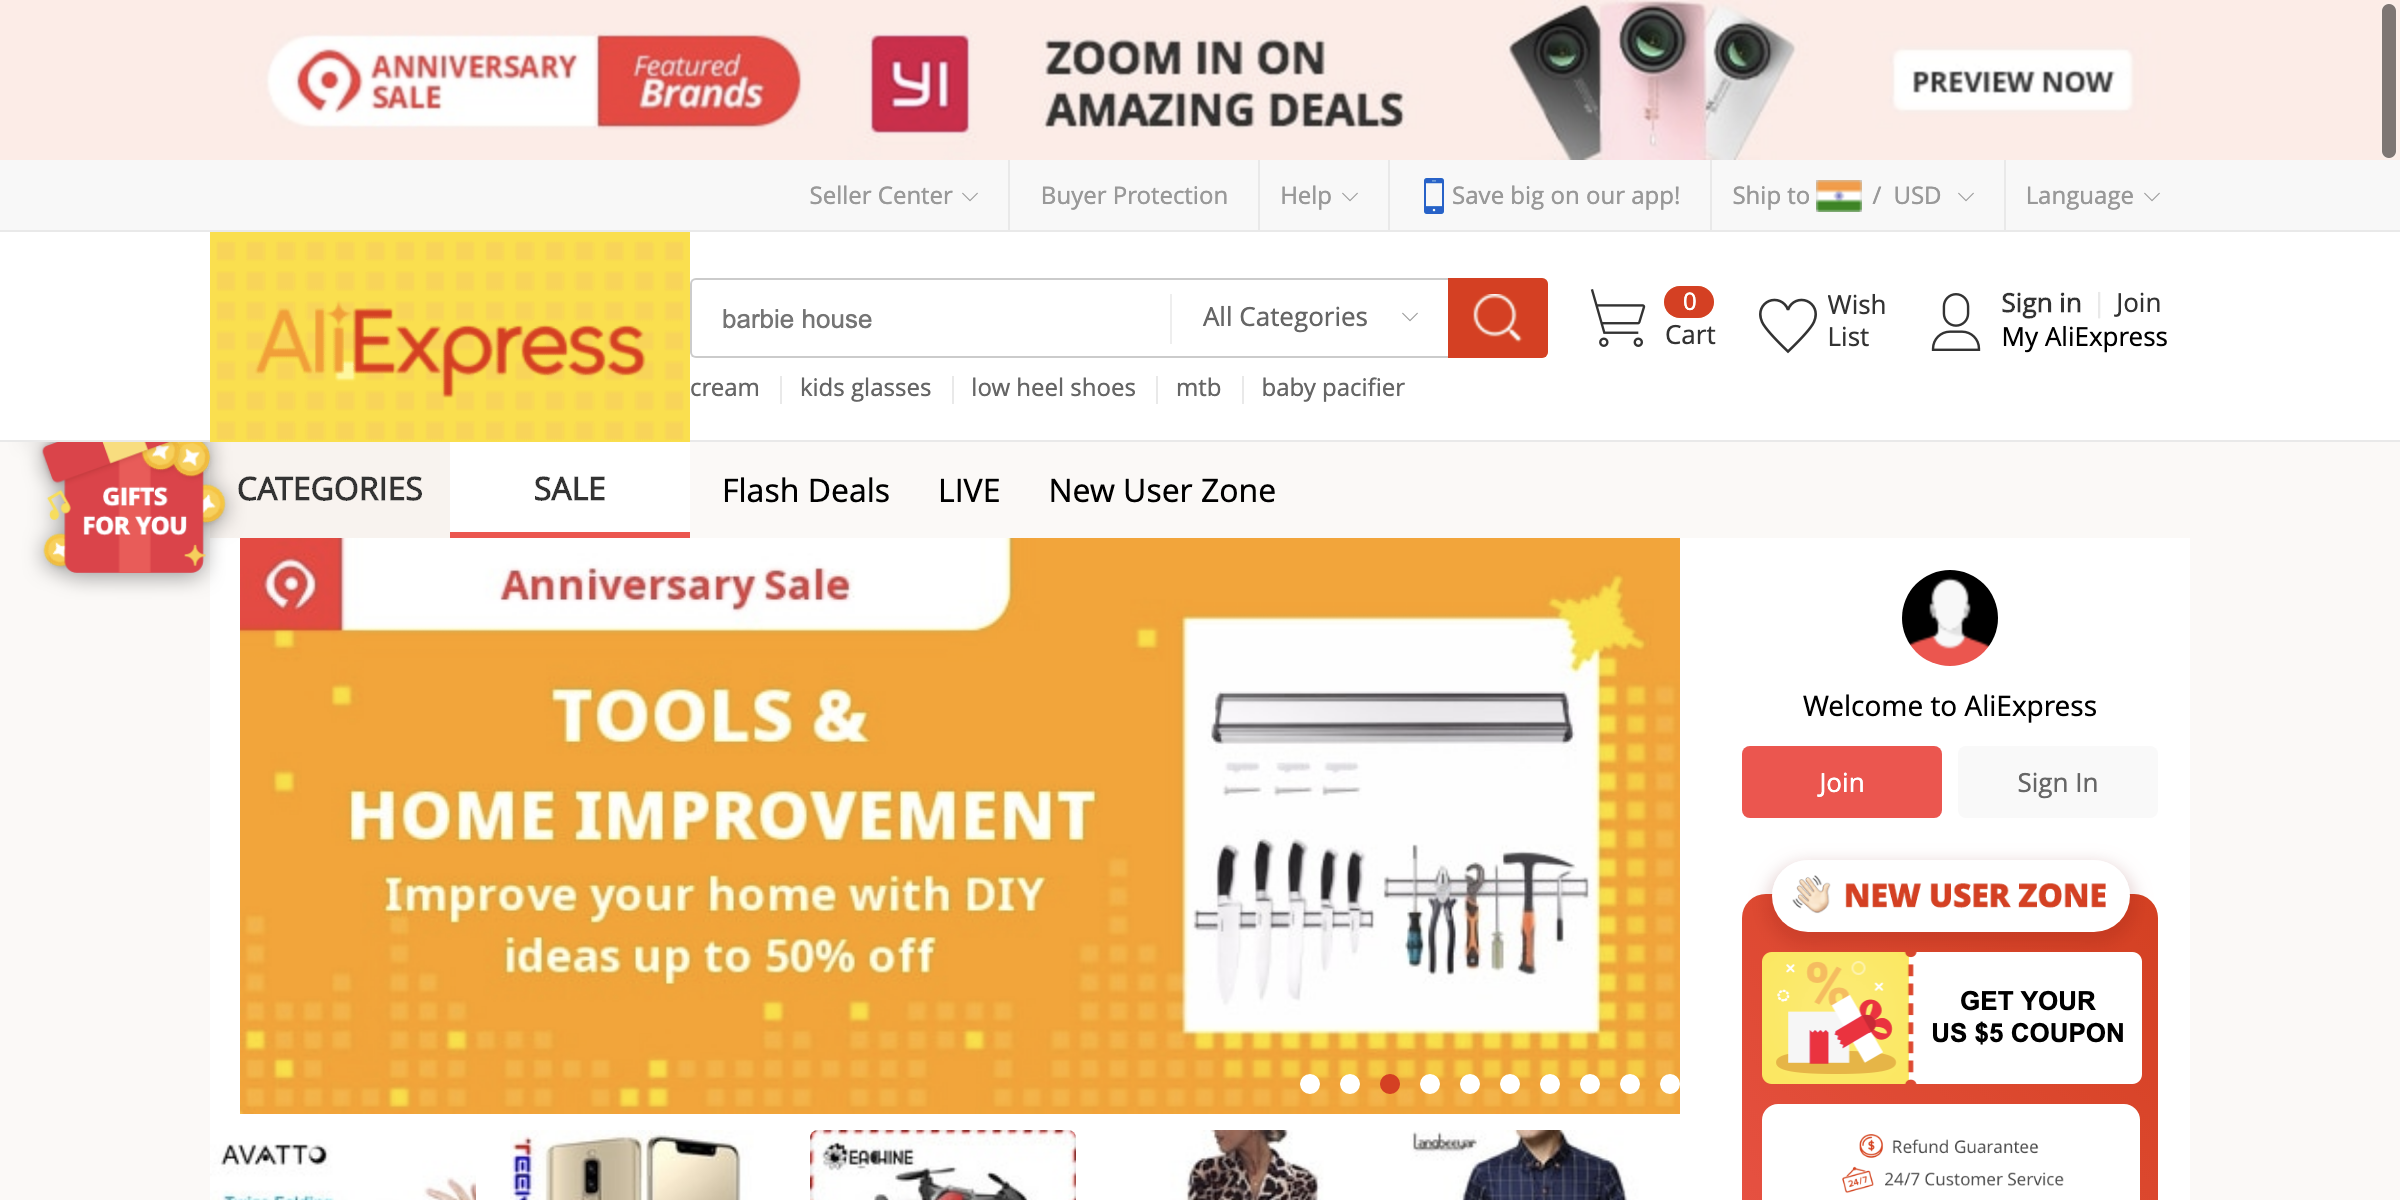 ANNIVERSARY
SALE
Featured
Brands
YI
ZOOM IN ON
AMAZING DEALS
PREVIEW NOW
Seller Center
Buyer Protection
Help
Save big on our app!
Ship to / USD
Language
AliExpress
barbie house
All Categories
0
Cart
Wish
List
Sign in
Join
My AliExpress
cream
kids glasses
low heel shoes
mtb
baby pacifier
GIFTS
FOR YOU
CATEGORIES
SALE
Flash Deals
LIVE
New User Zone
Anniversary Sale
TOOLS &
HOME IMPROVEMENT
Improve your home with DIY
ideas up to 50% off
Welcome to AliExpress
Join
Sign In
NEW USER ZONE
%
GET YOUR
US $5 COUPON
$ Refund Guarantee
24/7 24/7 Customer Service
AVATTO
EACHINE